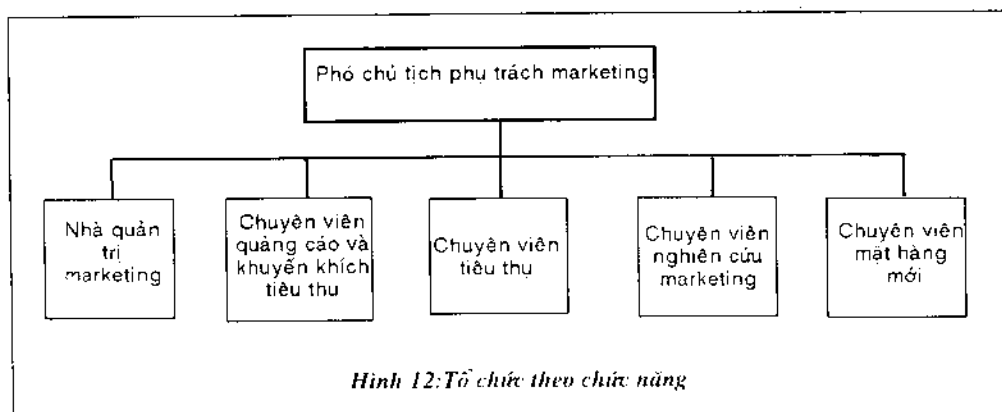 Phó chủ tịch phụ trách marketing
Nhà quản
trị
marketing
Chuyên viên
quảng cáo và
khuyến khích
tiêu thu
Chuyên viên
tiêu thụ
Chuyên viên
nghiên cứu
marketing
Chuyên viên
mặt hàng
mới
Hình 12:Tổ chức theo chức năng